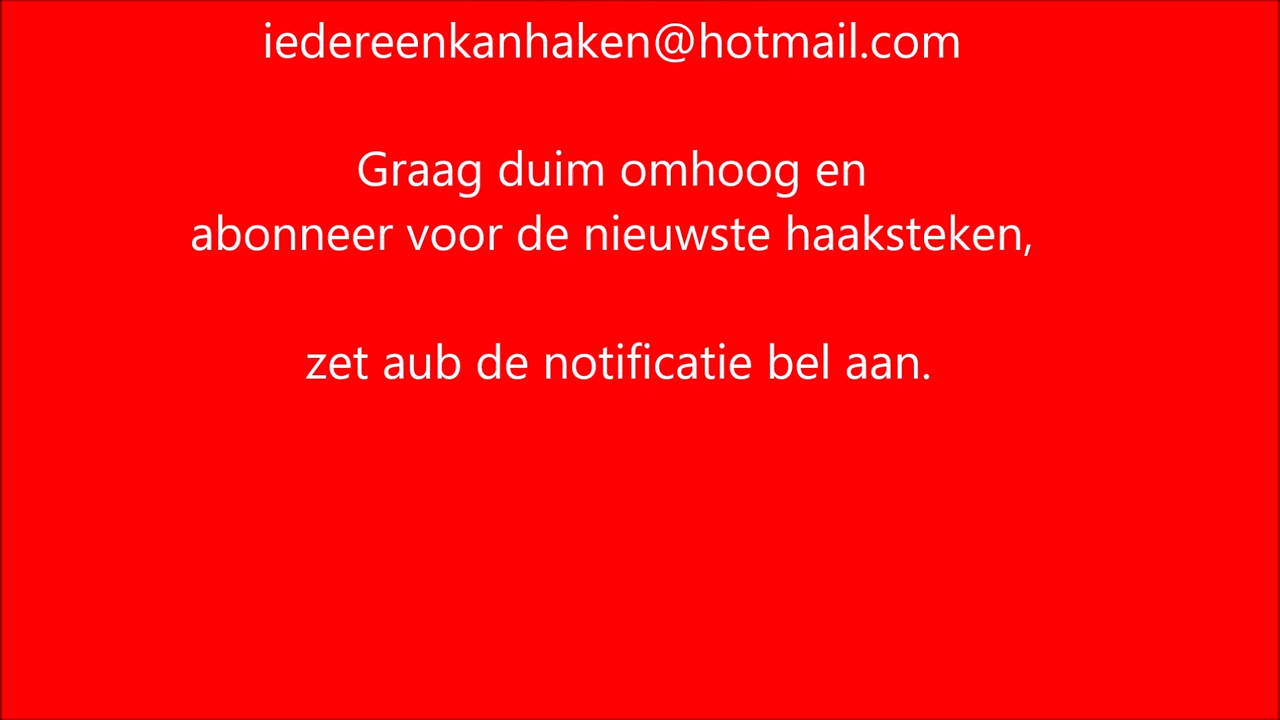 iedereenkanhaken@hotmail.com
Graag duim omhoog en
abonneer voor de nieuwste haaksteken,
zet aub de notificatie bel aan.